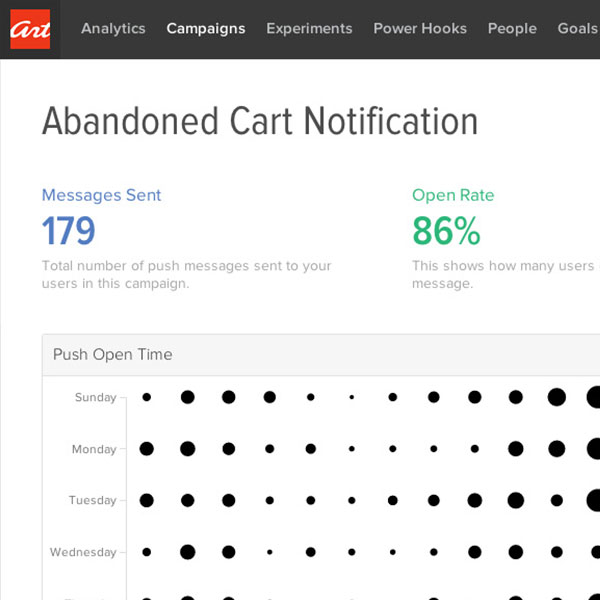 art Analytics Campaigns Experiments Power Hooks People Goals
Abandoned Cart Notification
Messages Sent Open Rate
179 86%
Total number of push messages sent to your This shows how many users
users in this campaign. message.
Push Open Time
Sunday
Monday
Tuesday
Wednesday